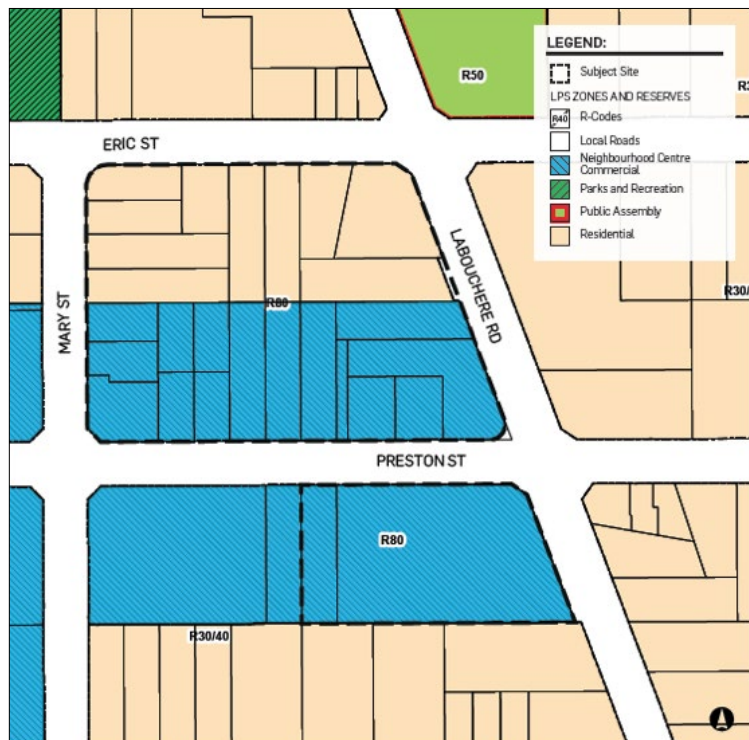 R50
LEGEND:
Subject Site
LPS ZONES AND RESERVES
R40
R-Codes
Local Roads
Neighbourhood Centre
Commercial
Parks and Recreation
Public Assembly
Residential
ERIC ST
LABOUCHERE RD
MARY ST
R80
R30/
PRESTON ST
R80
R30/40